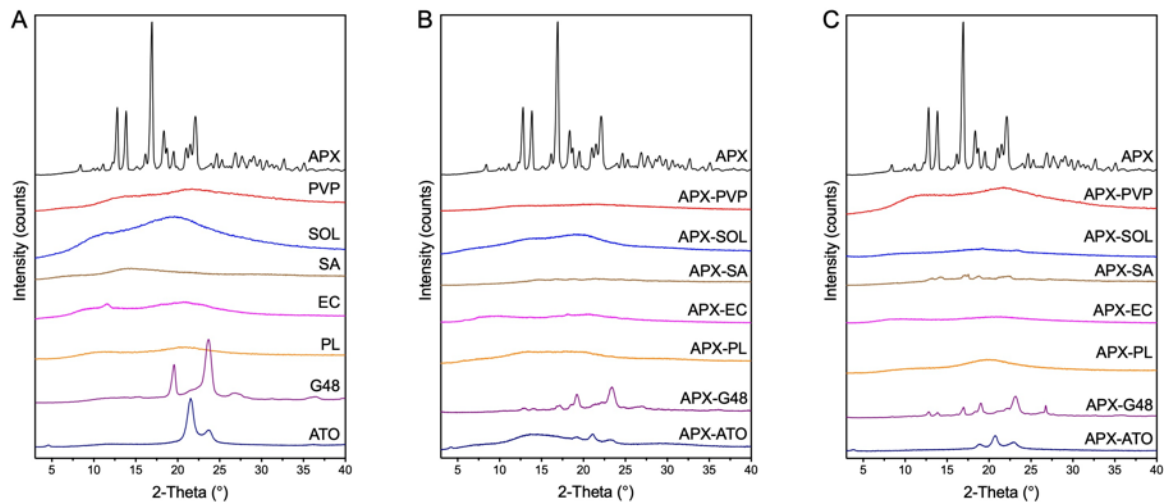 A
APX
PVP
SOL
SA
EC
PL
G48
ATO
Intensity (counts)
5 10 15 20 25 30 35 40
2-Theta (°)
B
APX
APX-PVP
APX-SOL
APX-SA
APX-EC
APX-PL
APX-G48
APX-ATO
Intensity (counts)
5 10 15 20 25 30 35 40
2-Theta (°)
C
APX
APX-PVP
APX-SOL
APX-SA
APX-EC
APX-PL
APX-G48
APX-ATO
Intensity (counts)
5 10 15 20 25 30 35 40
2-Theta (°)